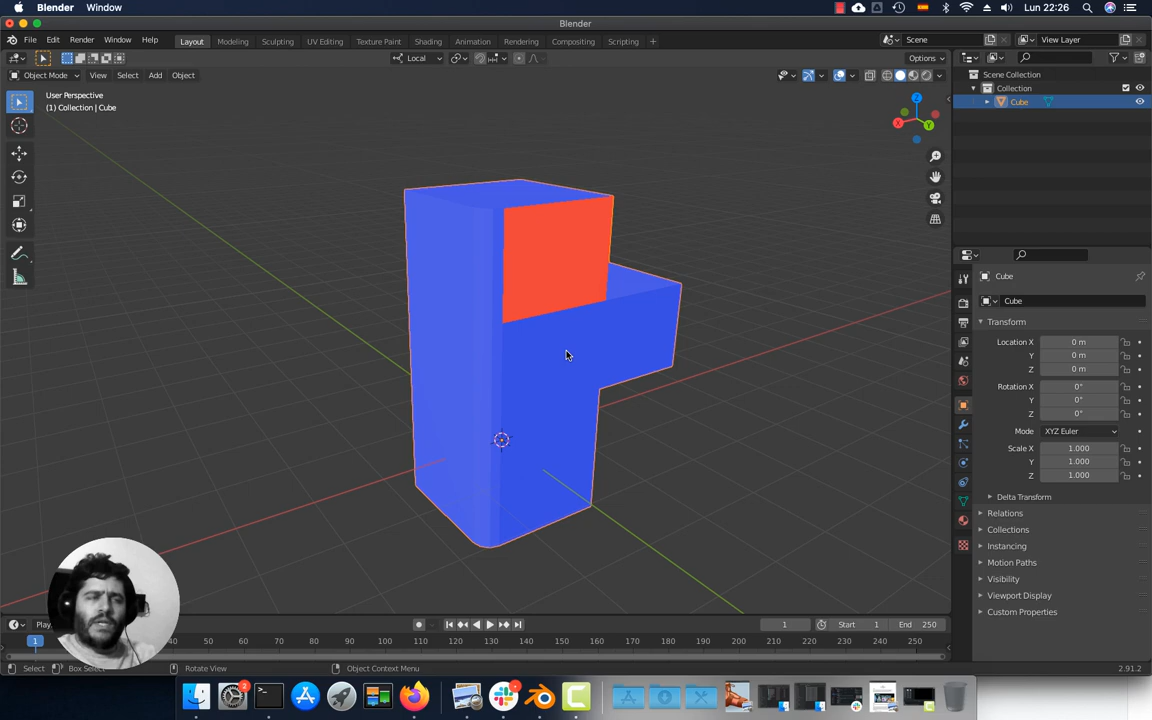 Blender Window
Lun 22:26
Blender
File Edit Render Window Help
Layout Modeling Sculpting UV Editing Texture Paint Shading Animation Rendering Compositing Scripting +
Scene
View Layer
Local
Options
Object Mode View Select Add Object
User Perspective
(1) Collection | Cube
X Y Z
Scene Collection
Collection
Cube
Cube
Cube
Transform
Location X 0 m
Y 0 m
Z 0 m
Rotation X 0°
Y 0°
Z 0°
Mode XYZ Euler
Scale X 1.000
Y 1.000
Z 1.000
Delta Transform
Relations
Collections
Instancing
Motion Paths
Visibility
Viewport Display
Custom Properties
Play
1 Start 1 End 250
1 40 50 60 70 80 90 100 110 120 130 140 150 160 170 180 190 200 210 220 230 240 250
Select Box Select Rotate View Object Context Menu 2.91.2
2